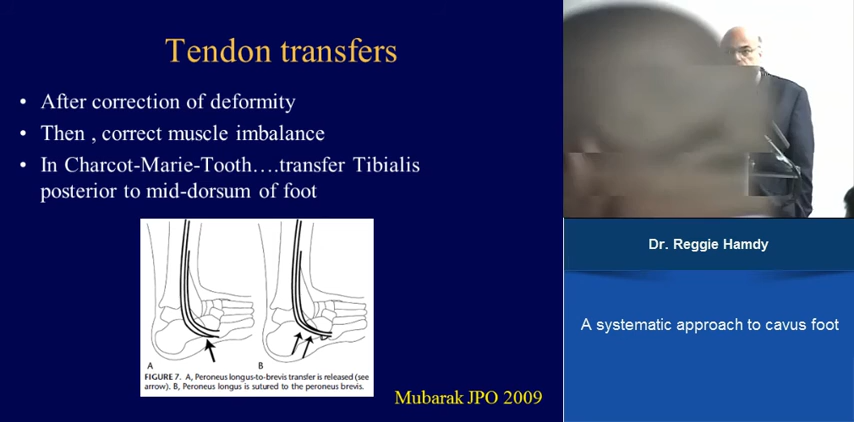 Tendon transfers
• After correction of deformity
• Then , correct muscle imbalance
• In Charcot-Marie-Tooth….transfer Tibialis
posterior to mid-dorsum of foot
A
B
FIGURE 7. A, Peroneus longus-to-brevis transfer is released (see
arrow). B, Peroneus longus is sutured to the peroneus brevis.
Mubarak JPO 2009
Dr. Reggie Hamdy
A systematic approach to cavus foot